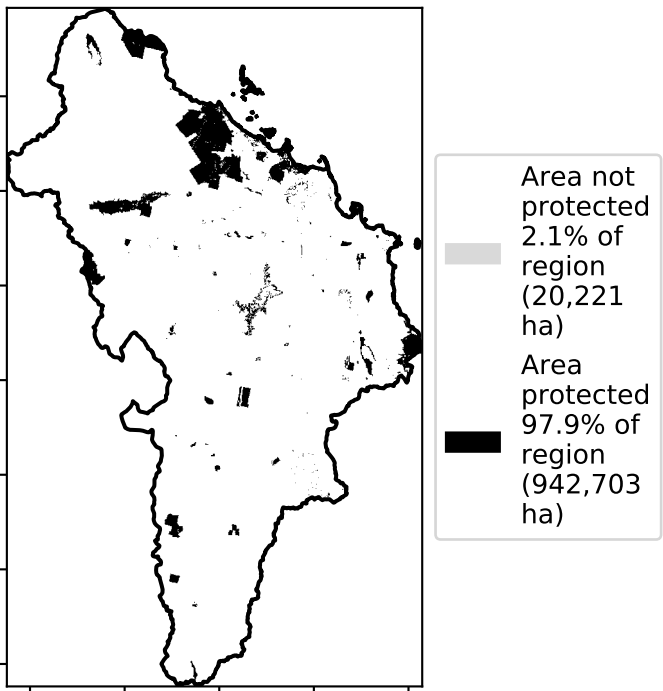 Area not
protected
2.1% of
region
(20,221
ha)
Area
protected
97.9% of
region
(942,703
ha)